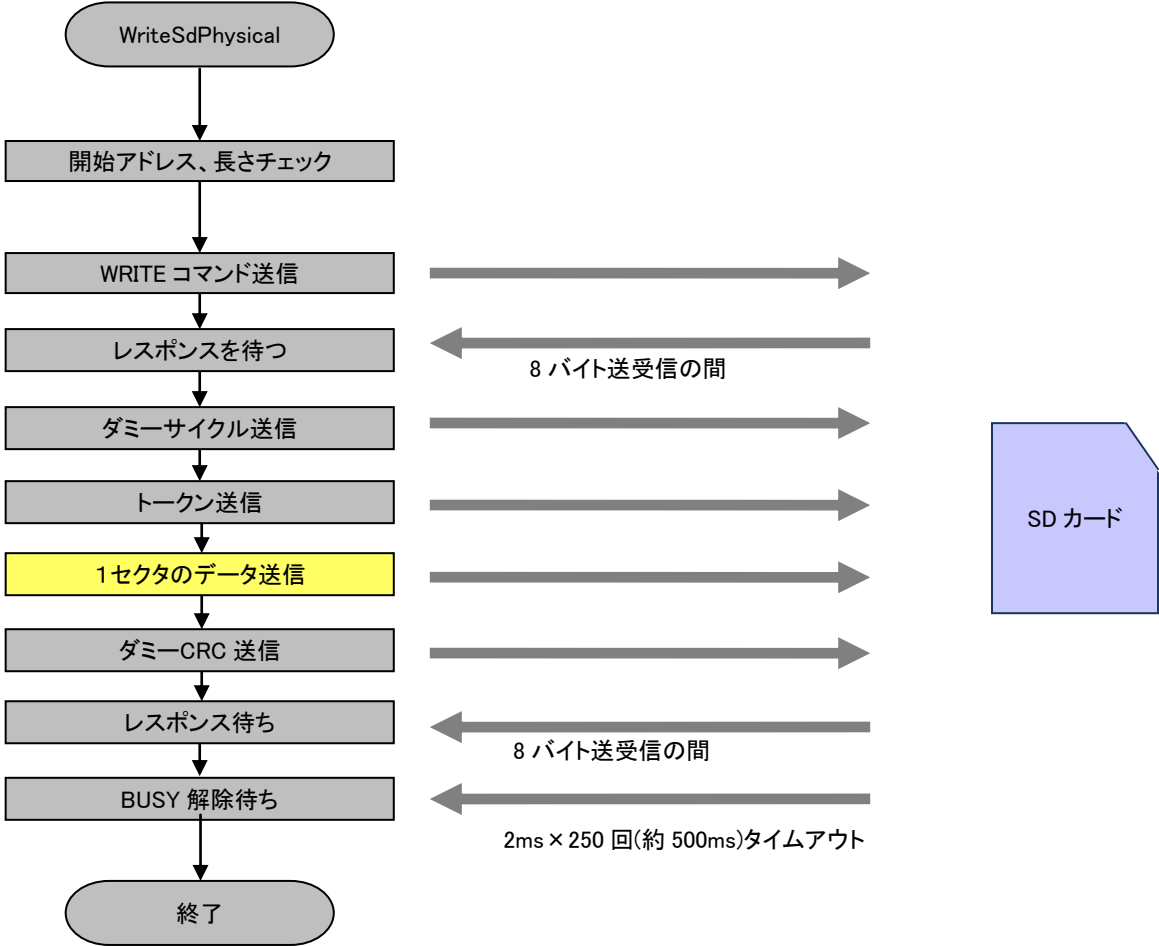 WriteSdPhysical
開始アドレス、長さチェック
WRITE コマンド送信
レスポンスを待つ
8 バイト送受信の間
ダミーサイクル送信
トークン送信
SD カード
1セクタのデータ送信
ダミーCRC 送信
レスポンス待ち
8 バイト送受信の間
BUSY 解除待ち
2ms×250 回(約 500ms)タイムアウト
終了